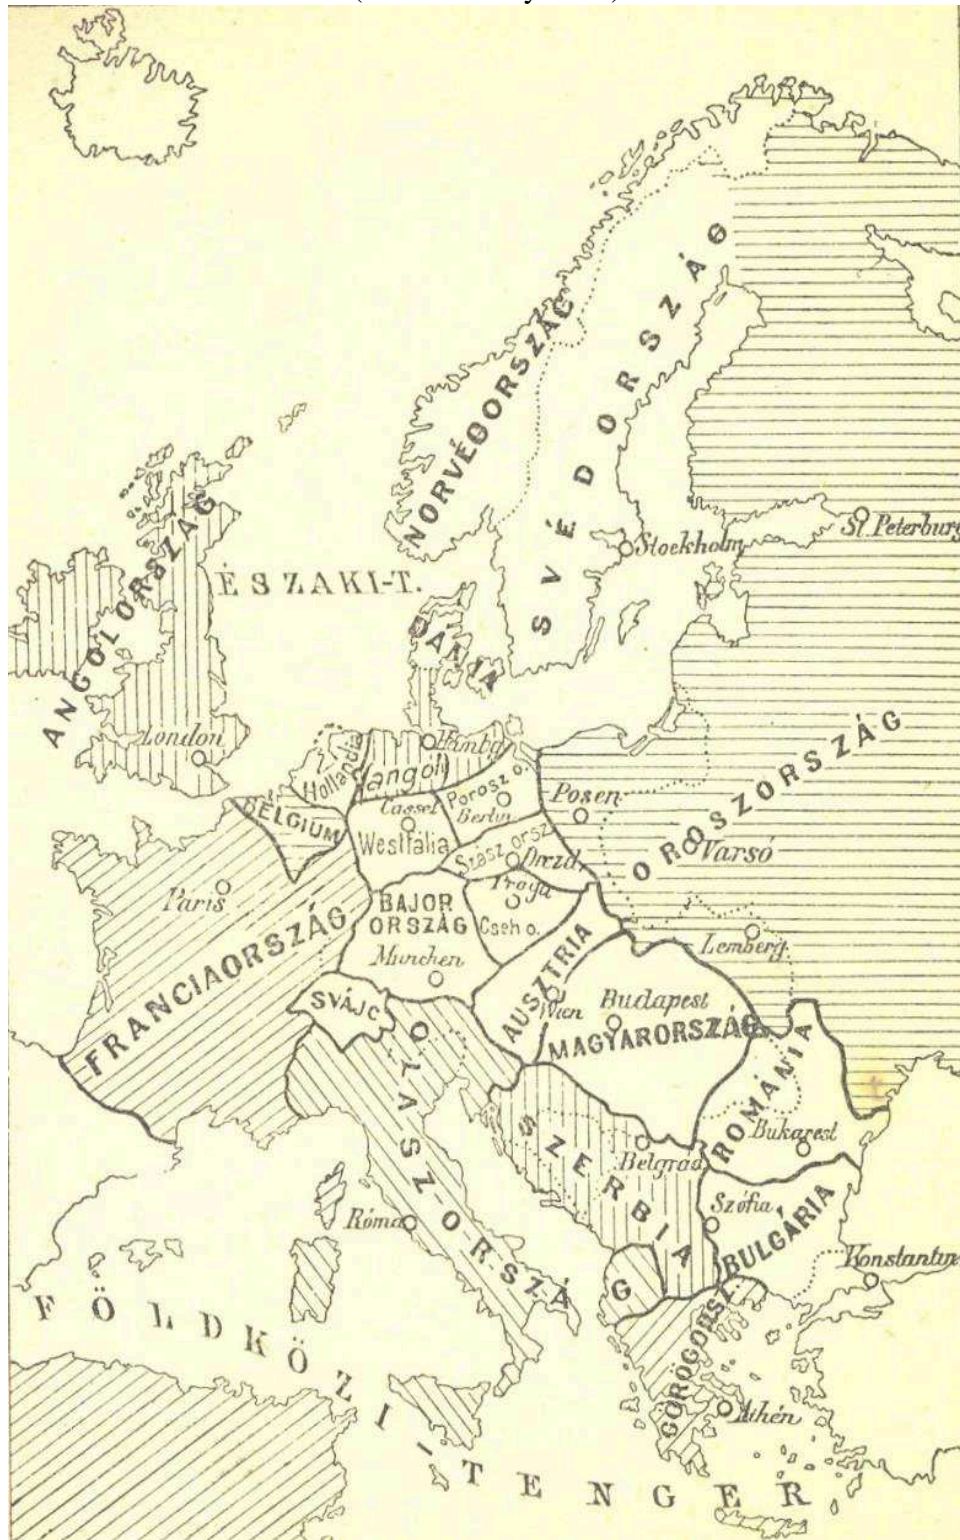 NORVÉGORSZÁG
SVÉDORSZÁG
ANGOLORSZÁG
ÉSZAKI-T.
Stockholm
St. Peterburg
DÁNIA
London
Hollandia
angol
Hamb
Porosz o.
Berlin
Posen
OROSZORSZÁG
BELGIUM
Cassel
Westfália
Szász orsz.
Drezd.
Varsó
Paris
BAJOR
ORSZÁG
München
Prága
Cseh o.
Lemberg
FRANCIAORSZÁG
SVÁJC
AUSZTRIA
Wien
Budapest
MAGYARORSZÁG
ROMÁNIA
Bukarest
OLASZORSZÁG
SZERBIA
Belgrad
Szófia
BULGÁRIA
Konstantin
Róma
GÖRÖGORSZ.
Athén
FÖLDKÖZI-TENGER